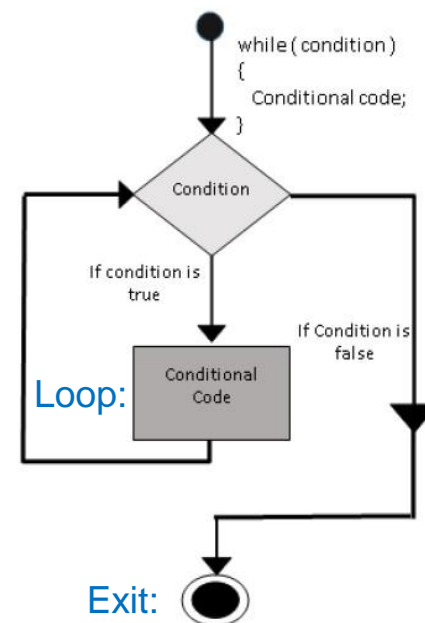 while ( condition )
{
Conditional code;
}
Condition
If condition is
true
If Condition is
false
Loop:
Conditional
Code
Exit: